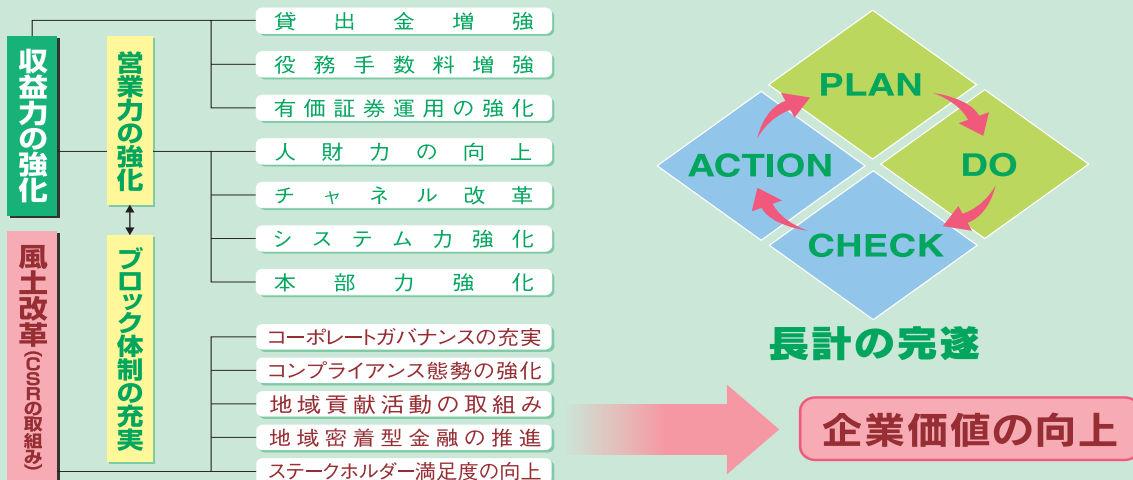 収益力の強化
営業力の強化
貸出金増強
役務手数料増強
有価証券運用の強化
人財力の向上
チャネル改革
システム力強化
本部力強化
風土改革(CSRの取組み)
ブロック体制の充実
コーポレートガバナンスの充実
コンプライアンス態勢の強化
地域貢献活動の取組み
地域密着型金融の推進
ステークホルダー満足度の向上
PLAN
DO
CHECK
ACTION
長計の完遂
企業価値の向上